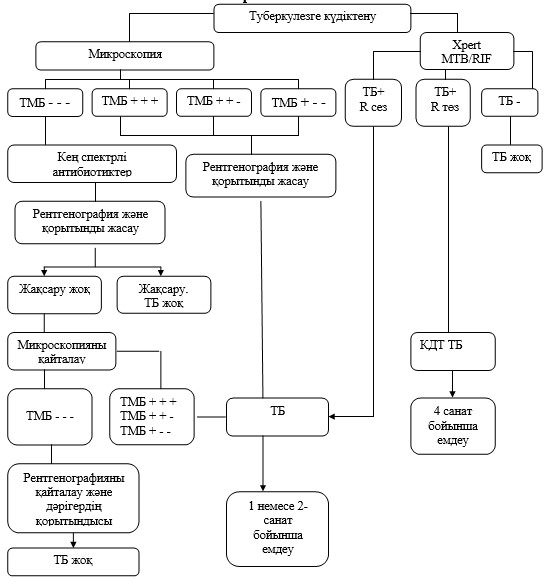 Туберкулезге күдіктену
Микроскопия
Xpert
MTB/RIF
ТМБ - - -
ТМБ + + +
ТМБ + + -
ТМБ + - -
ТБ+
R сез
ТБ+
R төз
ТБ -
Кең спектрлі
антибиотиктер
Рентгенография және
қорытынды жасау
ТБ жоқ
Рентгенография және
қорытынды жасау
Жақсару жоқ
Жақсару.
ТБ жоқ
Микроскопияны
қайталау
КДТ ТБ
ТМБ - - -
ТМБ + + +
ТМБ + + -
ТМБ + - -
ТБ
4 санат
бойынша
емдеу
Рентгенографияны
қайталау және
дәрігердің
қорытындысы
1 немесе 2-
санат
бойынша
емдеу
ТБ жоқ